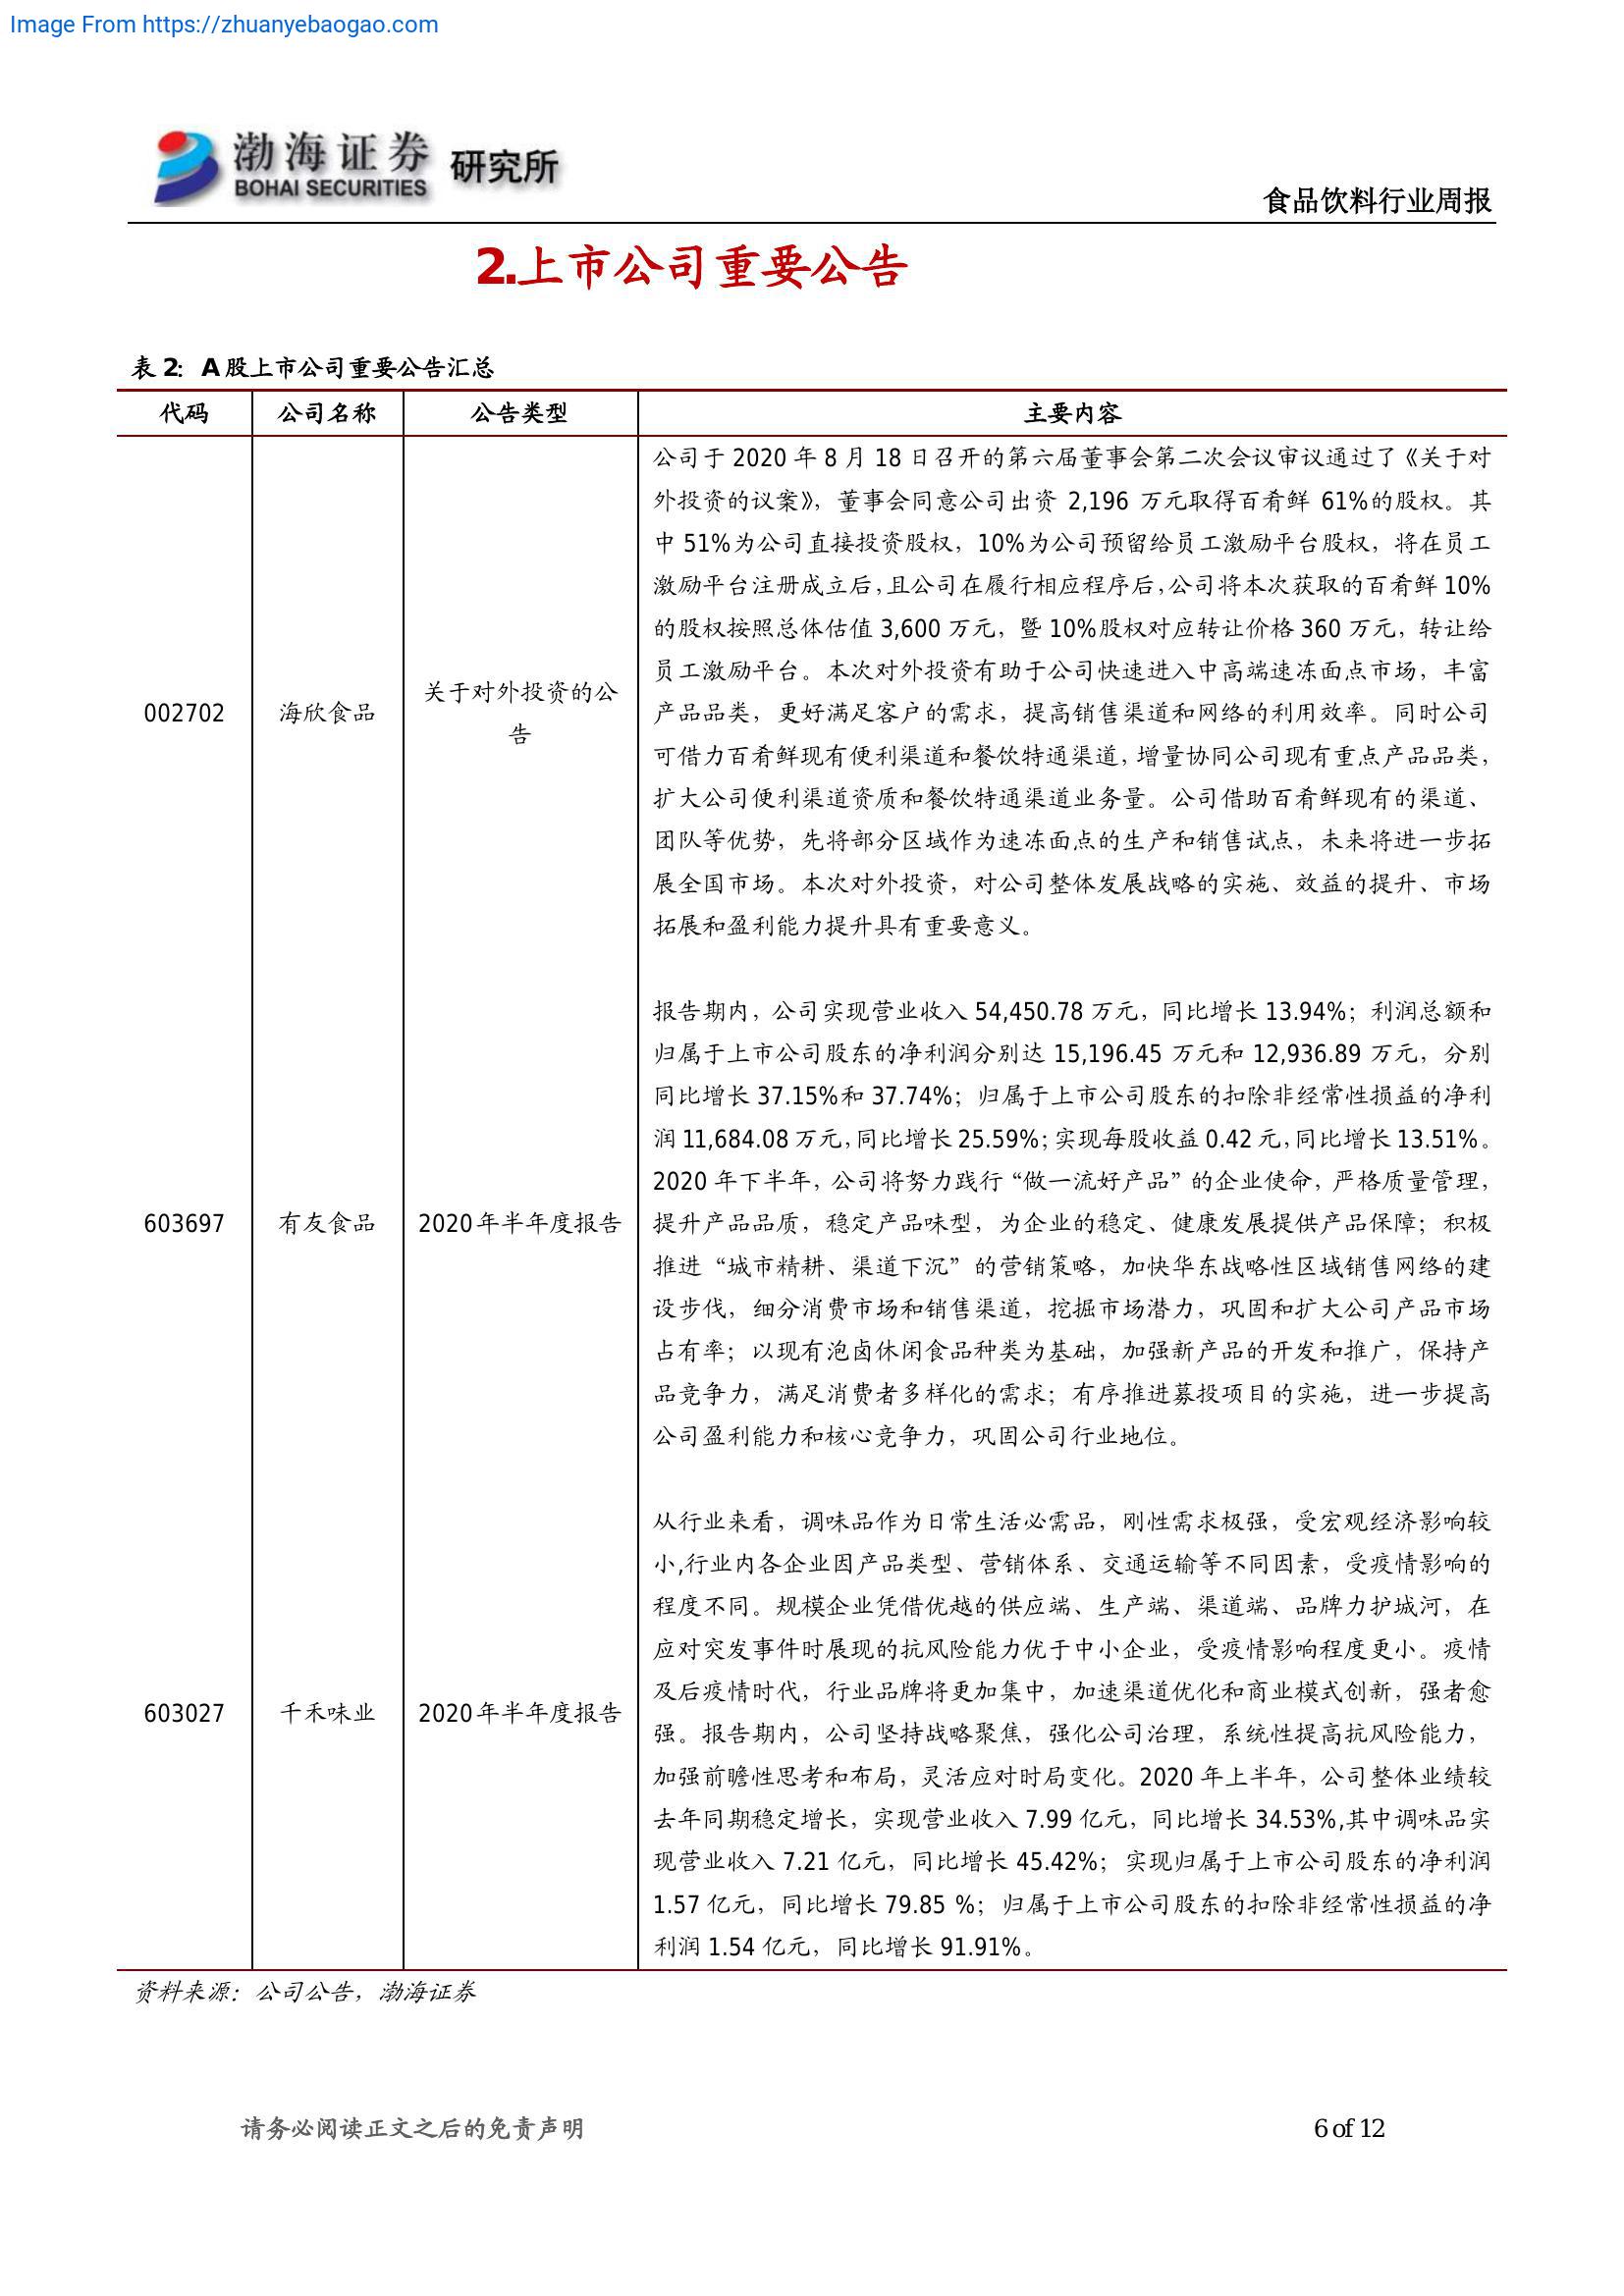 Image From https://zhuanyebaogao.com
渤海证券 研究所
BOHAI SECURITIES
食品饮料行业周报
2.上市公司重要公告
表 2: A 股上市公司重要公告汇总
代码 公司名称 公告类型 主要内容
002702 海欣食品 关于对外投资的公
告
公司于 2020 年 8 月 18 日召开的第六届董事会第二次会议审议通过了《关于对
外投资的议案》，董事会同意公司出资 2,196 万元取得百肴鲜 61%的股权。其
中 51%为公司直接投资股权，10%为公司预留给员工激励平台股权，将在员工
激励平台注册成立后，且公司在履行相应程序后，公司将本次获取的百肴鲜 10%
的股权按照总体估值 3,600 万元，暨 10%股权对应转让价格 360 万元，转让给
员工激励平台。本次对外投资有助于公司快速进入中高端速冻面点市场，丰富
产品品类，更好满足客户的需求，提高销售渠道和网络的利用效率。同时公司
可借力百肴鲜现有便利渠道和餐饮特通渠道，增量协同公司现有重点产品品类，
扩大公司便利渠道资质和餐饮特通渠道业务量。公司借助百肴鲜现有的渠道、
团队等优势，先将部分区域作为速冻面点的生产和销售试点，未来将进一步拓
展全国市场。本次对外投资，对公司整体发展战略的实施、效益的提升、市场
拓展和盈利能力提升具有重要意义。
603697 有友食品 2020 年半年度报告
报告期内，公司实现营业收入 54,450.78 万元，同比增长 13.94%；利润总额和
归属于上市公司股东的净利润分别达 15,196.45 万元和 12,936.89 万元，分别
同比增长 37.15%和 37.74%；归属于上市公司股东的扣除非经常性损益的净利
润 11,684.08 万元，同比增长 25.59%；实现每股收益 0.42 元，同比增长 13.51%。
2020 年下半年，公司将努力践行“做一流好产品”的企业使命，严格质量管理，
提升产品品质，稳定产品味型，为企业的稳定、健康发展提供产品保障；积极
推进“城市精耕、渠道下沉”的营销策略，加快华东战略性区域销售网络的建
设步伐，细分消费市场和销售渠道，挖掘市场潜力，巩固和扩大公司产品市场
占有率；以现有泡卤休闲食品种类为基础，加强新产品的开发和推广，保持产
品竞争力，满足消费者多样化的需求；有序推进募投项目的实施，进一步提高
公司盈利能力和核心竞争力，巩固公司行业地位。
603027 千禾味业 2020 年半年度报告
从行业来看，调味品作为日常生活必需品，刚性需求极强，受宏观经济影响较
小,行业内各企业因产品类型、营销体系、交通运输等不同因素，受疫情影响的
程度不同。规模企业凭借优越的供应端、生产端、渠道端、品牌力护城河，在
应对突发事件时展现的抗风险能力优于中小企业，受疫情影响程度更小。疫情
及后疫情时代，行业品牌将更加集中，加速渠道优化和商业模式创新，强者愈
强。报告期内，公司坚持战略聚焦，强化公司治理，系统性提高抗风险能力，
加强前瞻性思考和布局，灵活应对时局变化。2020 年上半年，公司整体业绩较
去年同期稳定增长，实现营业收入 7.99 亿元，同比增长 34.53%,其中调味品实
现营业收入 7.21 亿元，同比增长 45.42%；实现归属于上市公司股东的净利润
1.57 亿元，同比增长 79.85 %；归属于上市公司股东的扣除非经常性损益的净
利润 1.54 亿元，同比增长 91.91%。
资料来源：公司公告，渤海证券
请务必阅读正文之后的免责声明 6 of 12